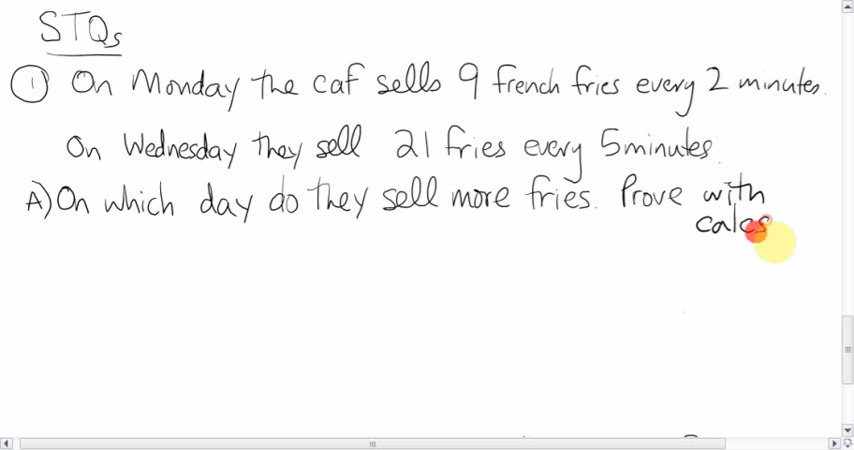 STQs
① On Monday the caf sells 9 french fries every 2 minutes.
On Wednesday they sell 21 fries every 5 minutes.
A) On which day do they sell more fries. Prove with
calcs